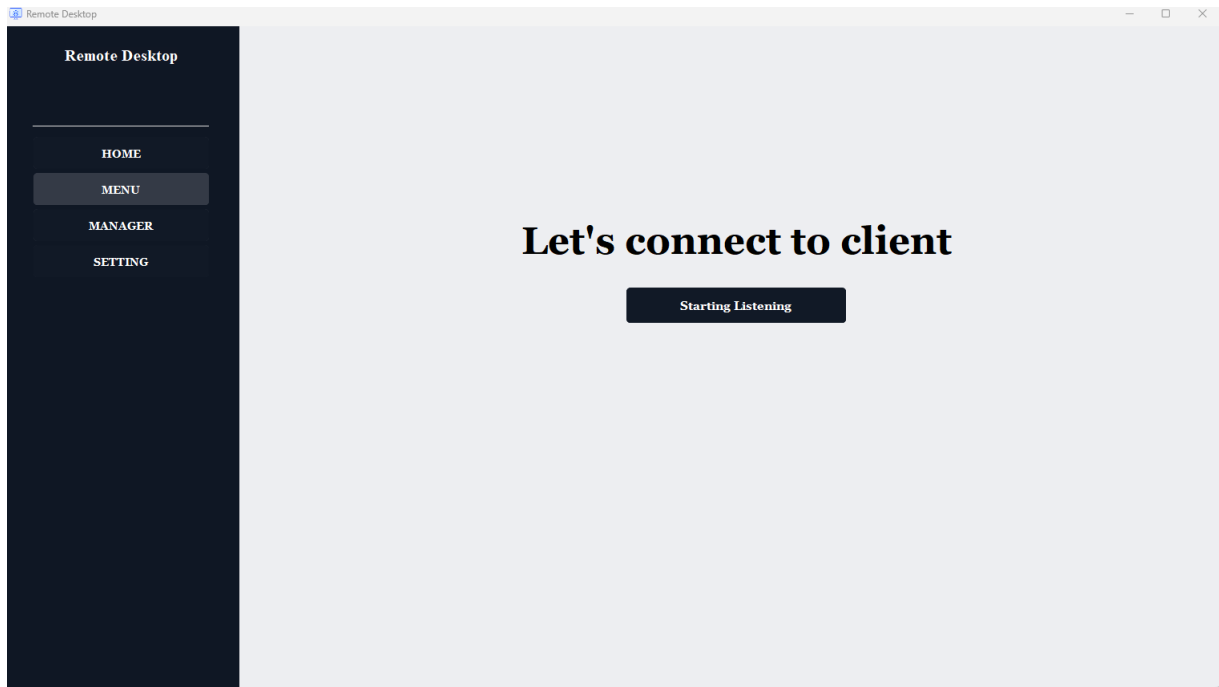 Remote Desktop
Remote Desktop
HOME
MENU
MANAGER
SETTING
Let's connect to client
Starting Listening